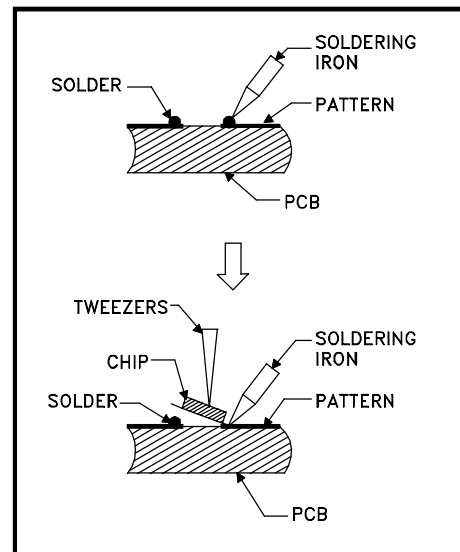 SOLDERING
IRON
SOLDER
PATTERN
PCB
TWEEZERS
SOLDERING
IRON
CHIP
SOLDER
PATTERN
PCB